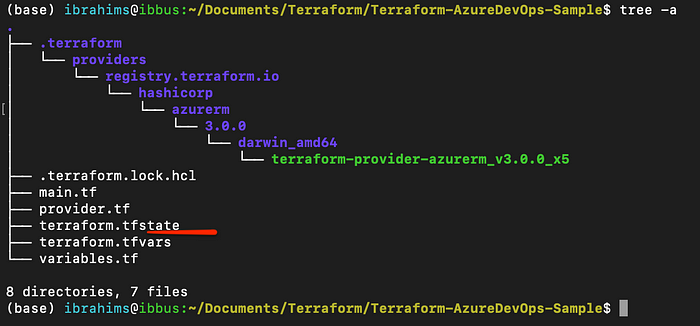 (base) ibrahims@ibbus:~/Documents/Terraform/Terraform-AzureDevOps-Sample$ tree -a
.
├── .terraform
│   └── providers
│       └── registry.terraform.io
│           └── hashicorp
│               └── azurerm
│                   └── 3.0.0
│                       └── darwin_amd64
│                           └── terraform-provider-azurerm_v3.0.0_x5
├── .terraform.lock.hcl
├── main.tf
├── provider.tf
├── terraform.tfstate
├── terraform.tfvars
└── variables.tf

8 directories, 7 files
(base) ibrahims@ibbus:~/Documents/Terraform/Terraform-AzureDevOps-Sample$